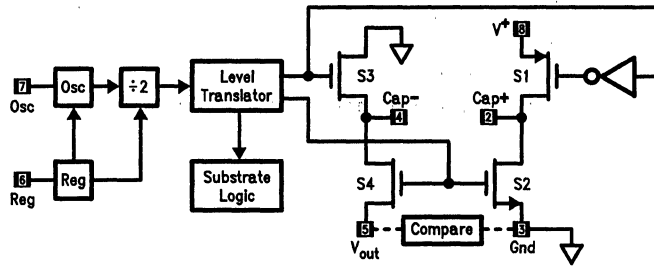 V+
8
S3
S1
7
Osc
Osc
÷2
Level
Translator
Cap-
4
Cap+
2
6
Reg
Reg
Substrate
Logic
S4
S2
5
Vout
Compare
3
Gnd